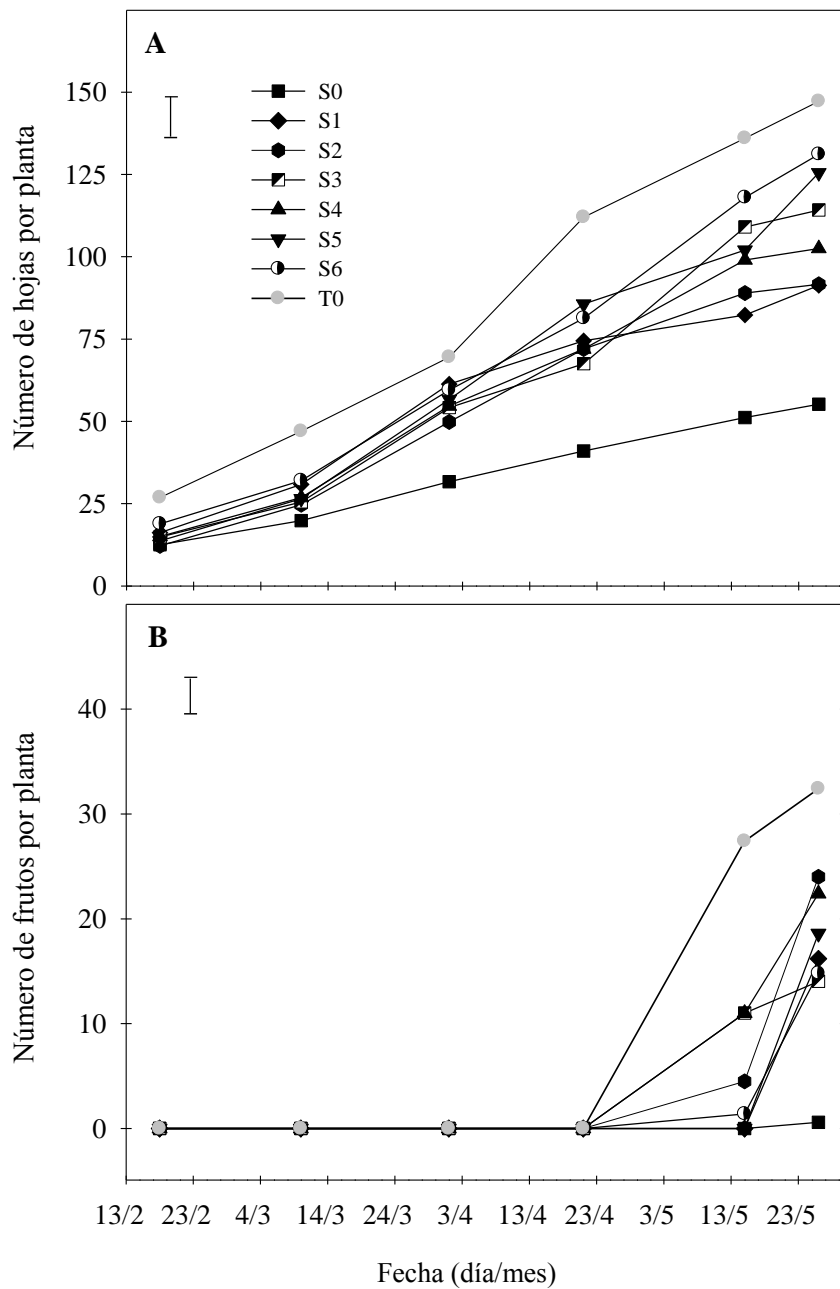 A
Número de hojas por planta
150
125
100
75
50
25
0
S0
S1
S2
S3
S4
S5
S6
T0
B
Número de frutos por planta
40
30
20
10
0
13/2 23/2 4/3 14/3 24/3 3/4 13/4 23/4 3/5 13/5 23/5
Fecha (día/mes)